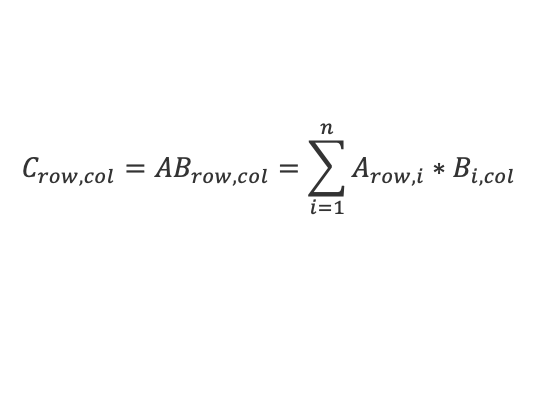 C_{row,col} = AB_{row,col} = \sum_{i=1}^{n} A_{row,i} * B_{i,col}